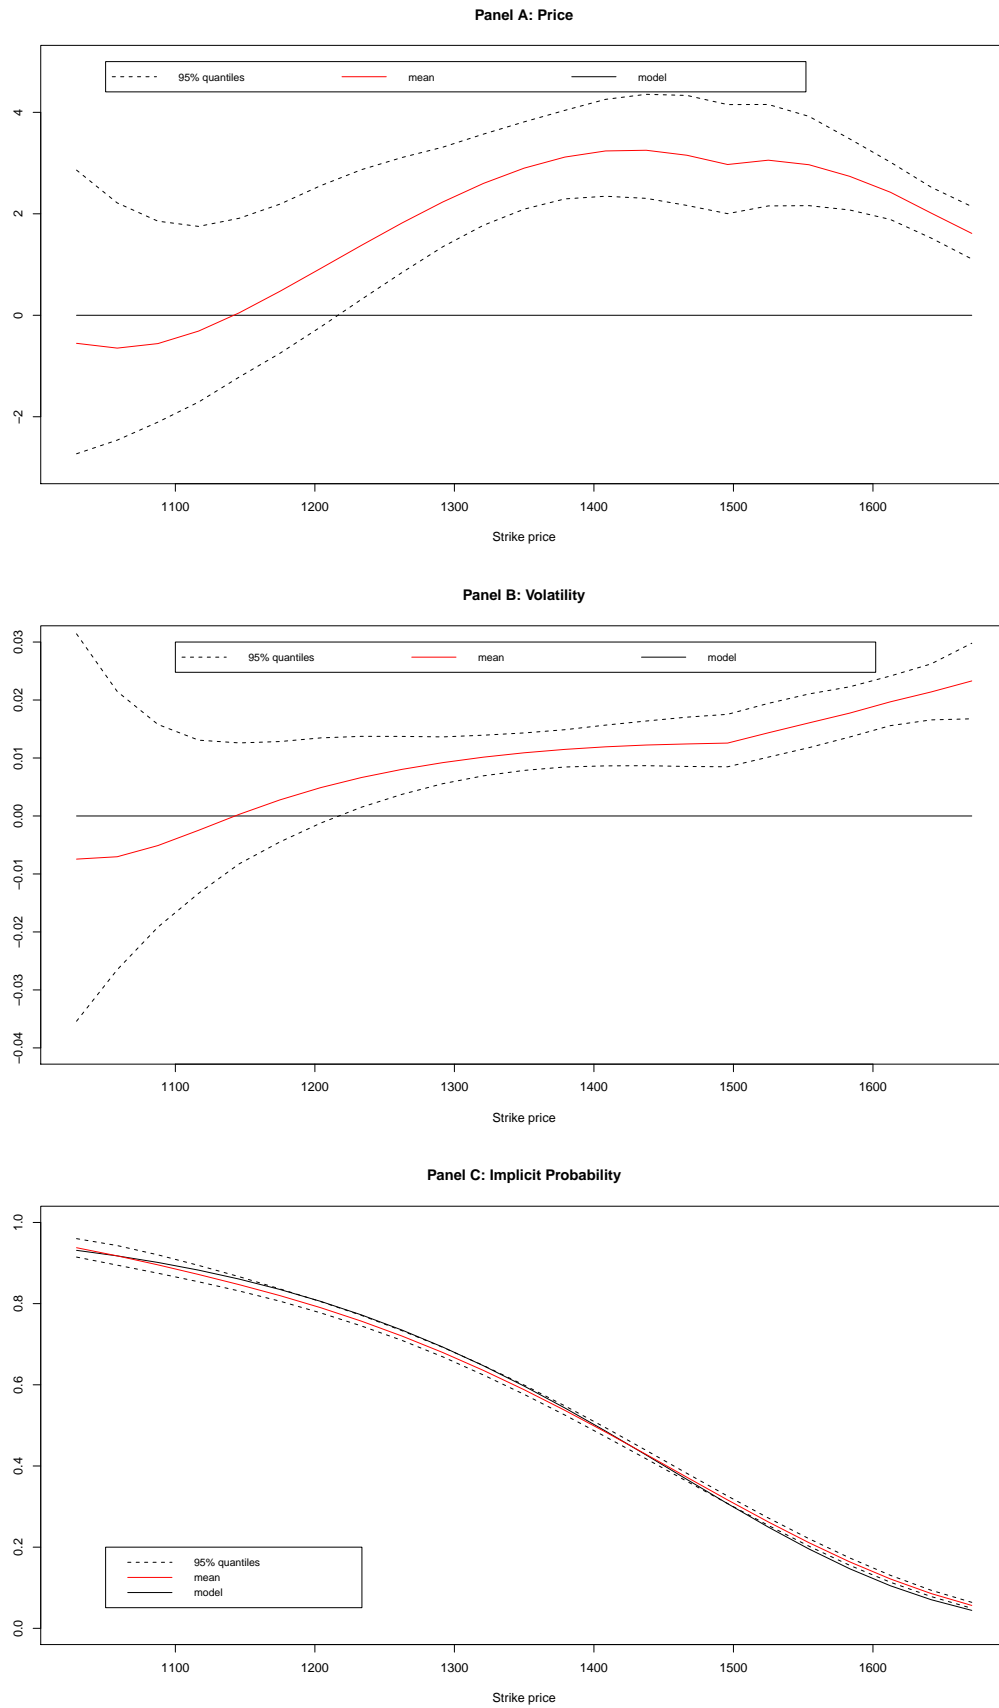 Panel A: Price
95% quantiles mean model
4
2
0
−2
1100 1200 1300 1400 1500 1600
Strike price
Panel B: Volatility
95% quantiles mean model
0.03
0.02
0.01
0.00
−0.01
−0.02
−0.03
−0.04
1100 1200 1300 1400 1500 1600
Strike price
Panel C: Implicit Probability
1.0
0.8
0.6
0.4
0.2
0.0
95% quantiles
mean
model
1100 1200 1300 1400 1500 1600
Strike price